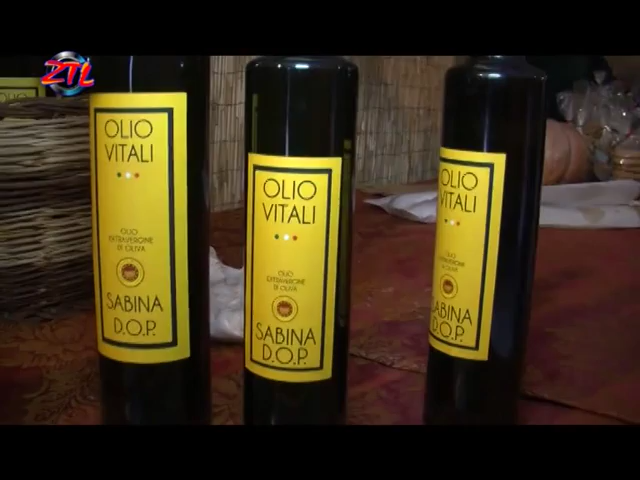 ZTL
OLIO
OLIO
VITALI
OLIO
EXTRAVERGINE
DI OLIVA
SABINA
D.O.P.
OLIO
VITALI
OLIO
EXTRAVERGINE
DI OLIVA
SABINA
D.O.P.
OLIO
VITALI
OLIO
EXTRAVERGINE
DI OLIVA
SABINA
D.O.P.